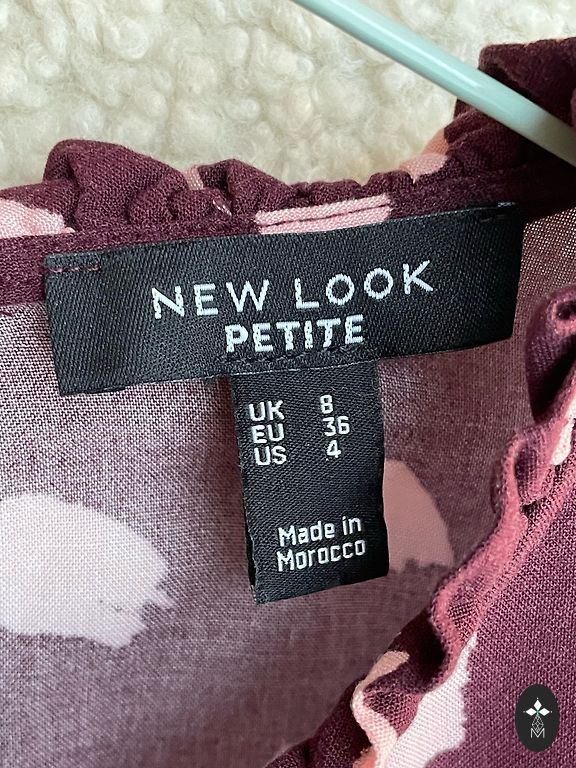 NEW LOOK
PETITE
UK 8
EU 36
US 4
Made in
Morocco